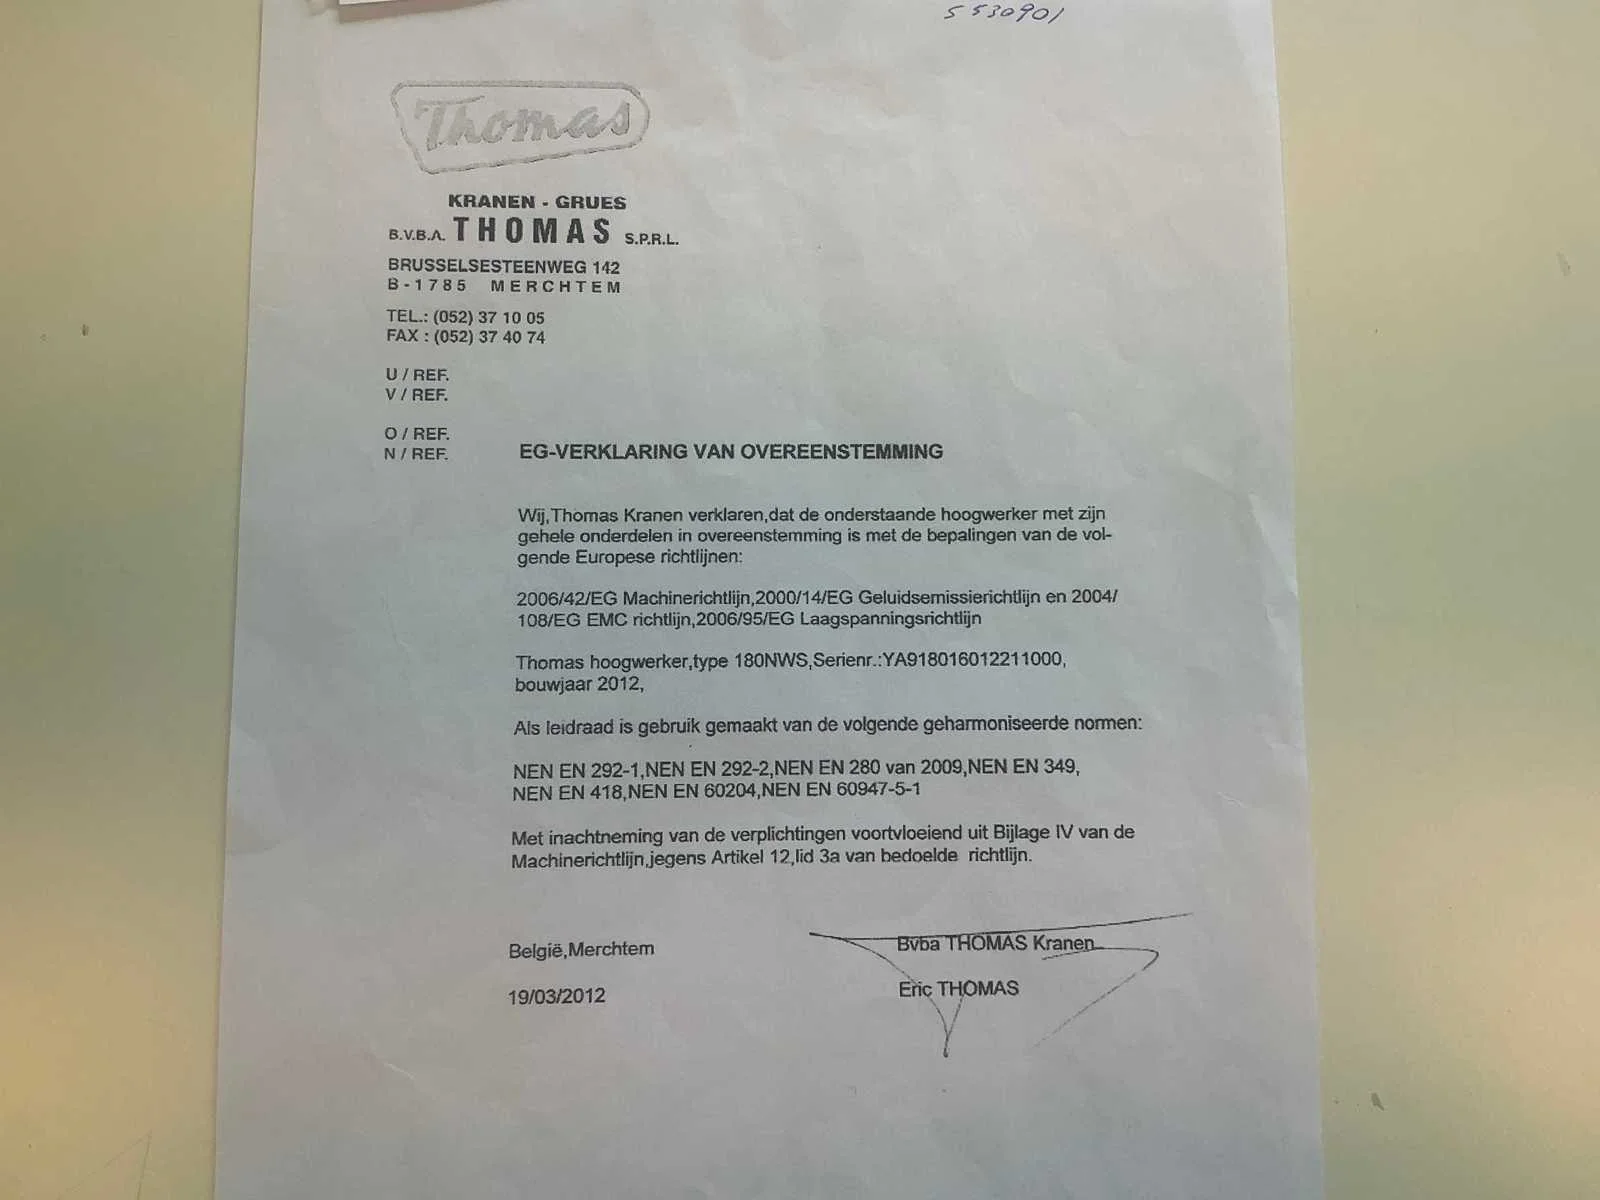 5530901
Thomas
KRANEN - GRUES
B.V.B.A. THOMAS S.P.R.L.
BRUSSELSESTEENWEG 142
B-1785 MERCHTEM
TEL.: (052) 37 10 05
FAX : (052) 37 40 74
U / REF.
V / REF.
O / REF.
N / REF.
EG-VERKLARING VAN OVEREENSTEMMING
Wij,Thomas Kranen verklaren,dat de onderstaande hoogwerker met zijn
gehele onderdelen in overeenstemming is met de bepalingen van de vol-
gende Europese richtlijnen:
2006/42/EG Machinerichtlijn,2000/14/EG Geluidsemissierichtlijn en 2004/
108/EG EMC richtlijn,2006/95/EG Laagspanningsrichtlijn
Thomas hoogwerker,type 180NWS,Serienr.:YA918016012211000,
bouwjaar 2012,
Als leidraad is gebruik gemaakt van de volgende geharmoniseerde normen:
NEN EN 292-1,NEN EN 292-2,NEN EN 280 van 2009,NEN EN 349,
NEN EN 418,NEN EN 60204,NEN EN 60947-5-1
Met inachtneming van de verplichtingen voortvloeiend uit Bijlage IV van de
Machinerichtlijn,jegens Artikel 12,lid 3a van bedoelde richtlijn.
België,Merchtem
Bvba THOMAS Kranen
19/03/2012
Eric THOMAS